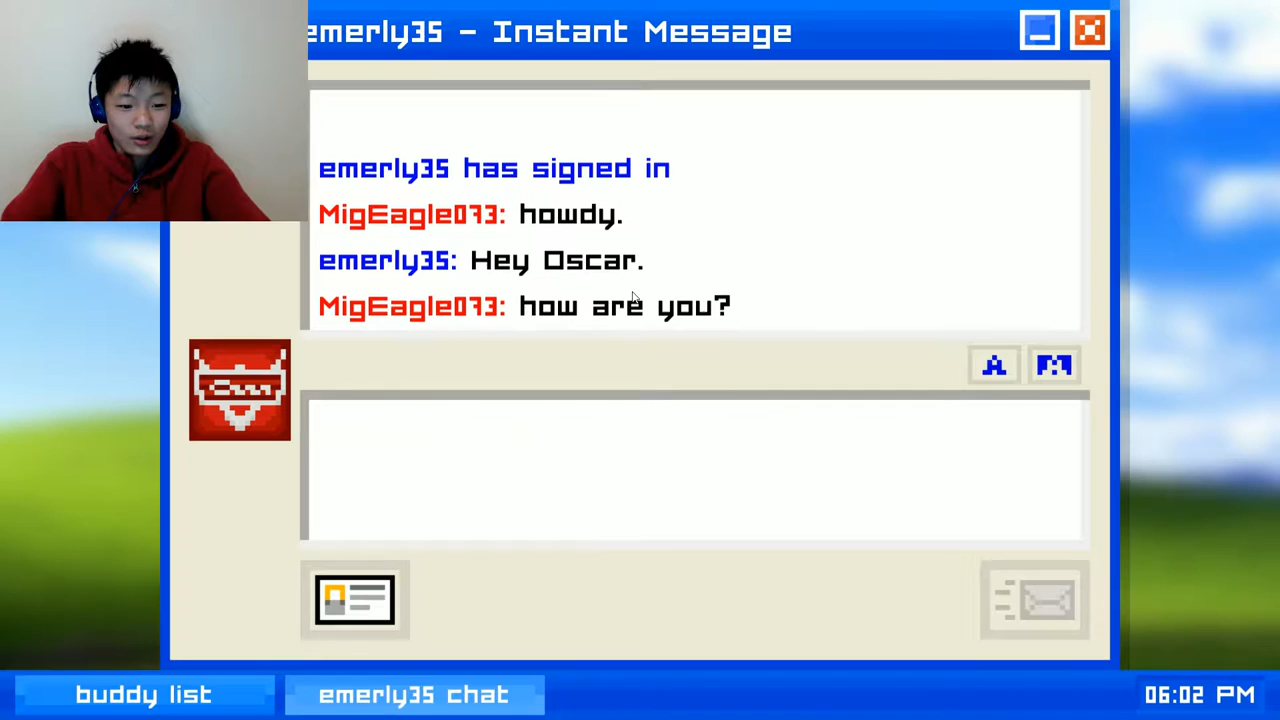 emerly35 - Instant Message
emerly35 has signed in
MigEagle073: howdy.
emerly35: Hey Oscar.
MigEagle073: how are you?
A
buddy list
emerly35 chat
06:02 PM